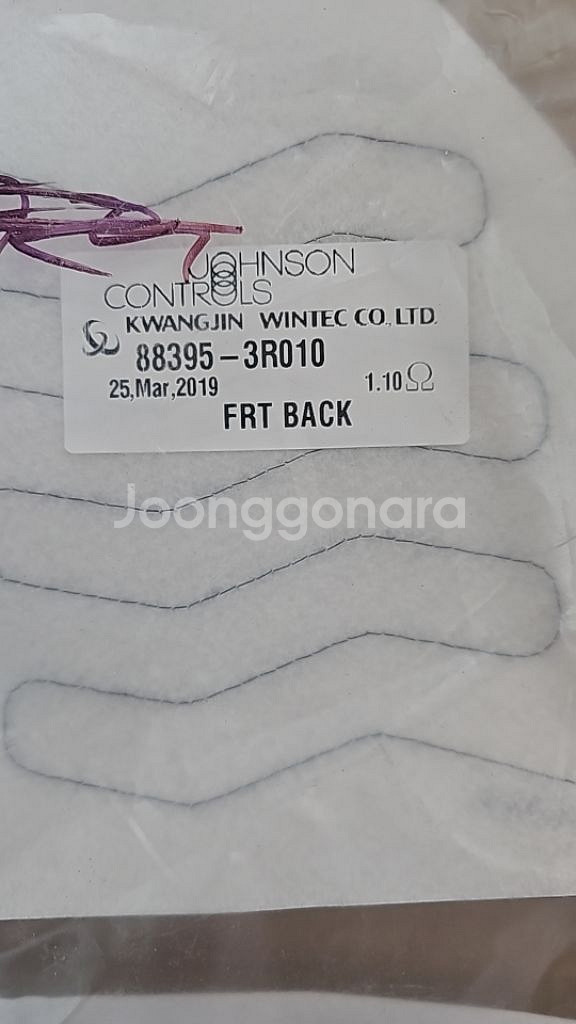 JOHNSON
CONTROLS
KWANGJIN WINTEC CO., LTD.
88395-3R010
25,Mar,2019 1.10Ω
FRT BACK
Joonggonara